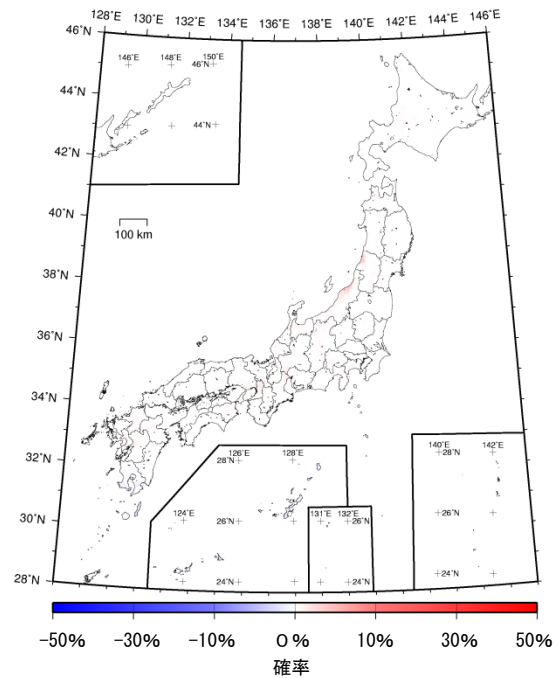 128°E 130°E 132°E 134°E 136°E 138°E 140°E 142°E 144°E 146°E
46°N
146°E 148°E 150°E
46°N
44°N
44°N
42°N
40°N
100 km
38°N
36°N
34°N
32°N
126°E 128°E
28°N
140°E 142°E
28°N
124°E
131°E 132°E
30°N
26°N
26°N
26°N
28°N
24°N
24°N
24°N
-50% -30% -10% 0% 10% 30% 50%
確率